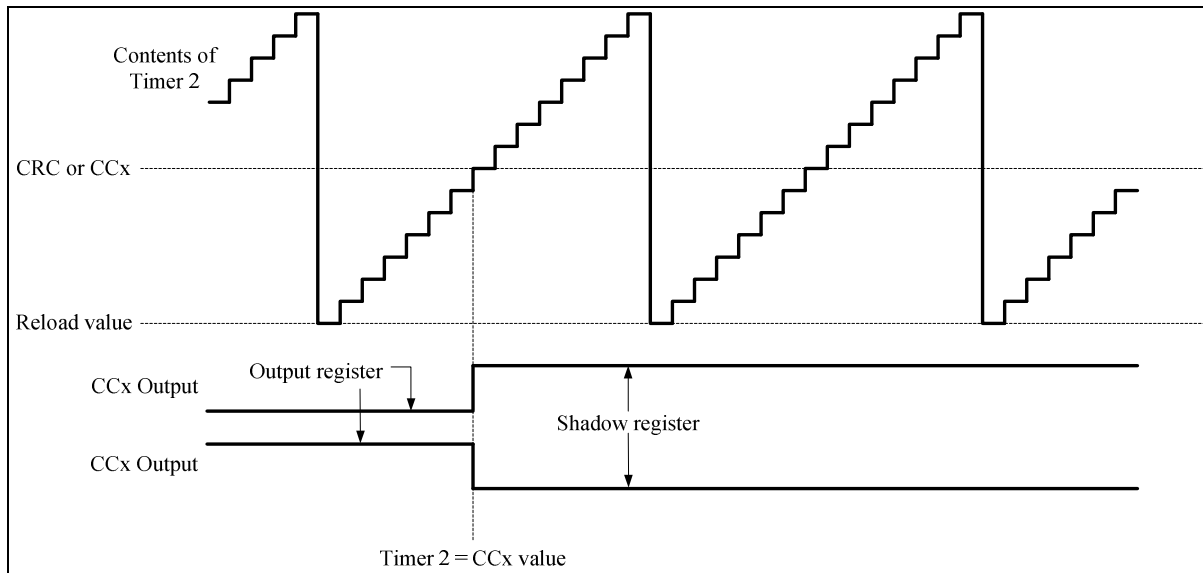 Contents of
Timer 2
CRC or CCx
Reload value
Output register
CCx Output
Shadow register
CCx Output
Timer 2 = CCx value